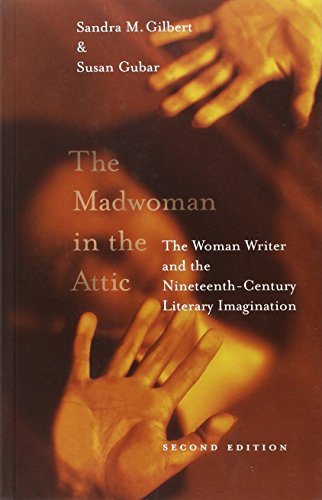 Sandra M. Gilbert
&
Susan Gubar
The
Madwoman
in the
Attic
The Woman Writer
and the
Nineteenth-Century
Literary Imagination
SECOND EDITION